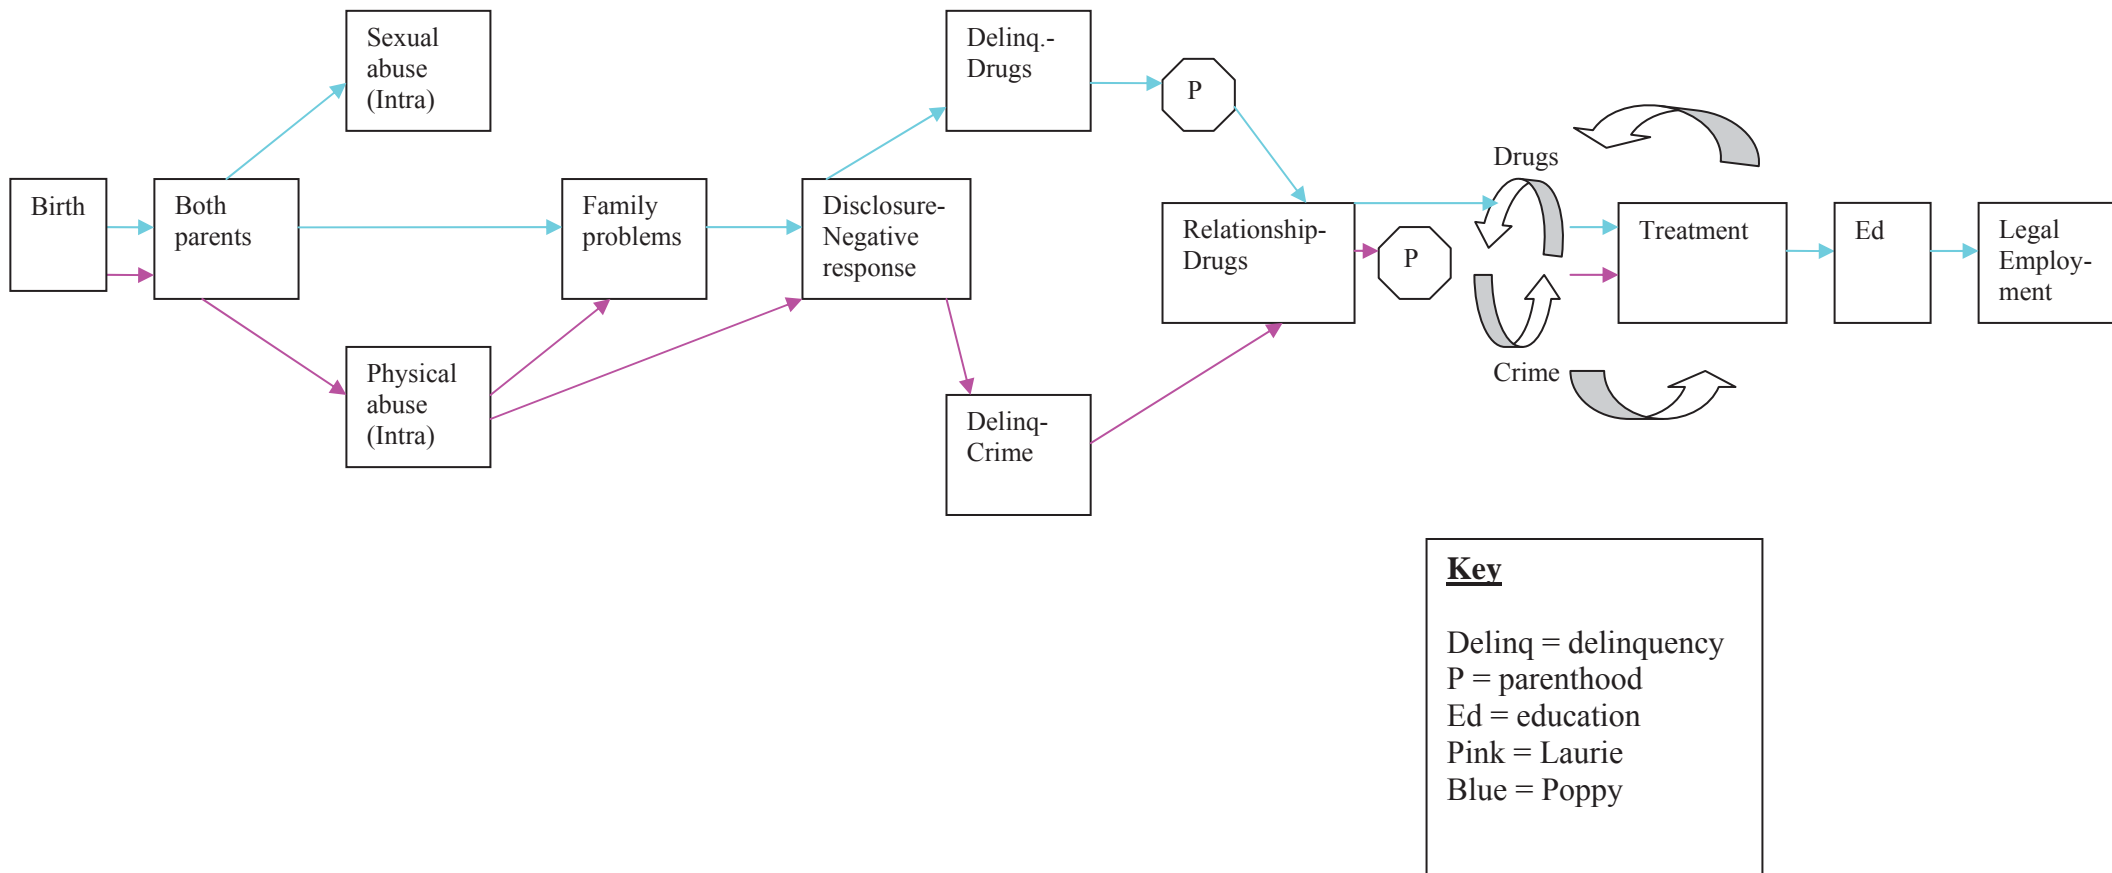 Sexual
abuse
(Intra)
Delinq.-
Drugs
P
Drugs
Birth
Both
parents
Family
problems
Disclosure-
Negative
response
Relationship-
Drugs
P
Treatment
Ed
Legal
Employ-
ment
Physical
abuse
(Intra)
Delinq-
Crime
Crime
Key
Delinq = delinquency
P = parenthood
Ed = education
Pink = Laurie
Blue = Poppy